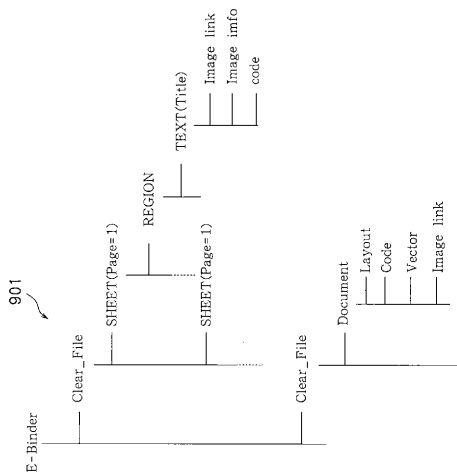 901
E-Binder
Clear_File
SHEET(Page=1)
REGION
TEXT(Title)
Image link
Image imfo
code
SHEET(Page=1)
Clear_File
Document
Layout
Code
Vector
Image link